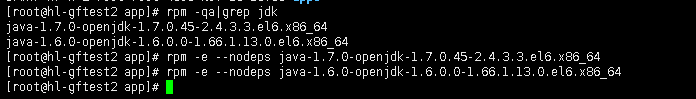 [root@hl-gftest2 app]# rpm -qa|grep jdk
java-1.7.0-openjdk-1.7.0.45-2.4.3.3.el6.x86_64
java-1.6.0-openjdk-1.6.0.0-1.66.1.13.0.el6.x86_64
[root@hl-gftest2 app]# rpm -e --nodeps java-1.7.0-openjdk-1.7.0.45-2.4.3.3.el6.x86_64
[root@hl-gftest2 app]# rpm -e --nodeps java-1.6.0-openjdk-1.6.0.0-1.66.1.13.0.el6.x86_64
[root@hl-gftest2 app]#